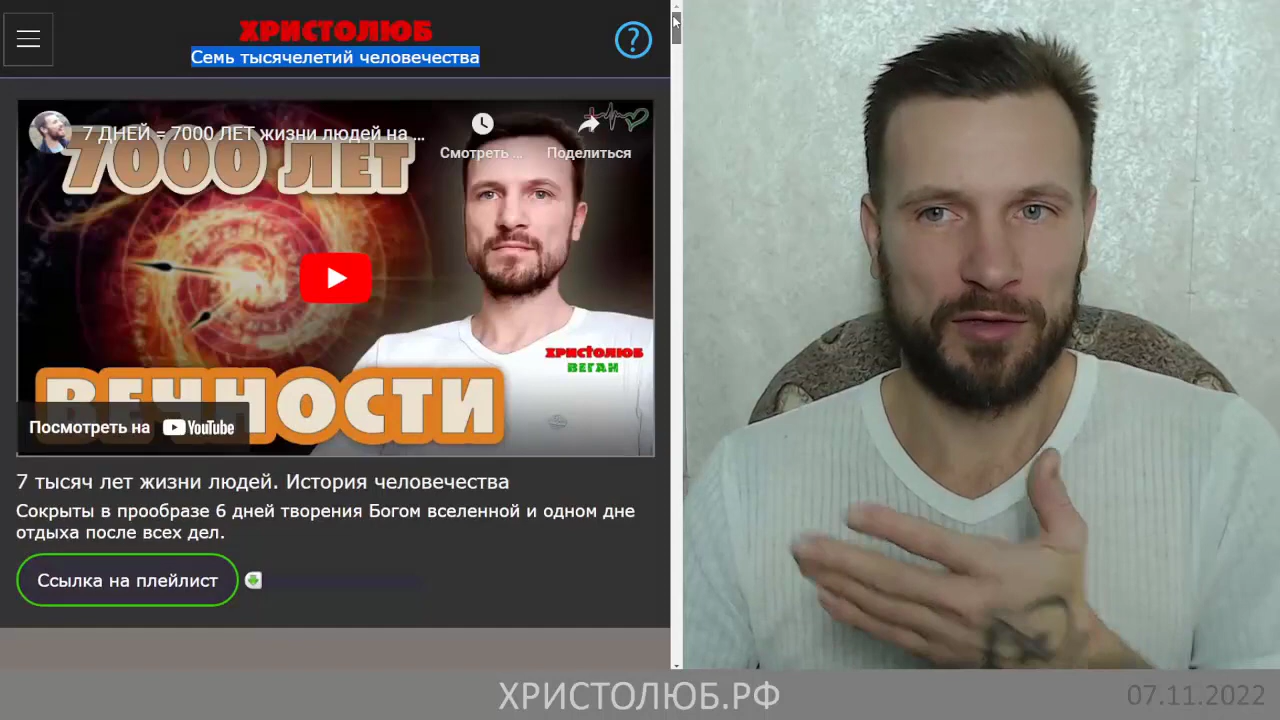 ХРИСТОЛЮБ
Семь тысячелетий человечества
?
7 ДНЕЙ = 7000 ЛЕТ жизни людей на ...
Смотреть ...
Поделиться
7000 ЛЕТ
ХРИСТОЛЮБ
ВЕГАН
ВЕЧНОСТИ
Посмотреть на YouTube
7 тысяч лет жизни людей. История человечества
Сокрыты в прообразе 6 дней творения Богом вселенной и одном дне
отдыха после всех дел.
Ссылка на плейлист
ХРИСТОЛЮБ.РФ
07.11.2022